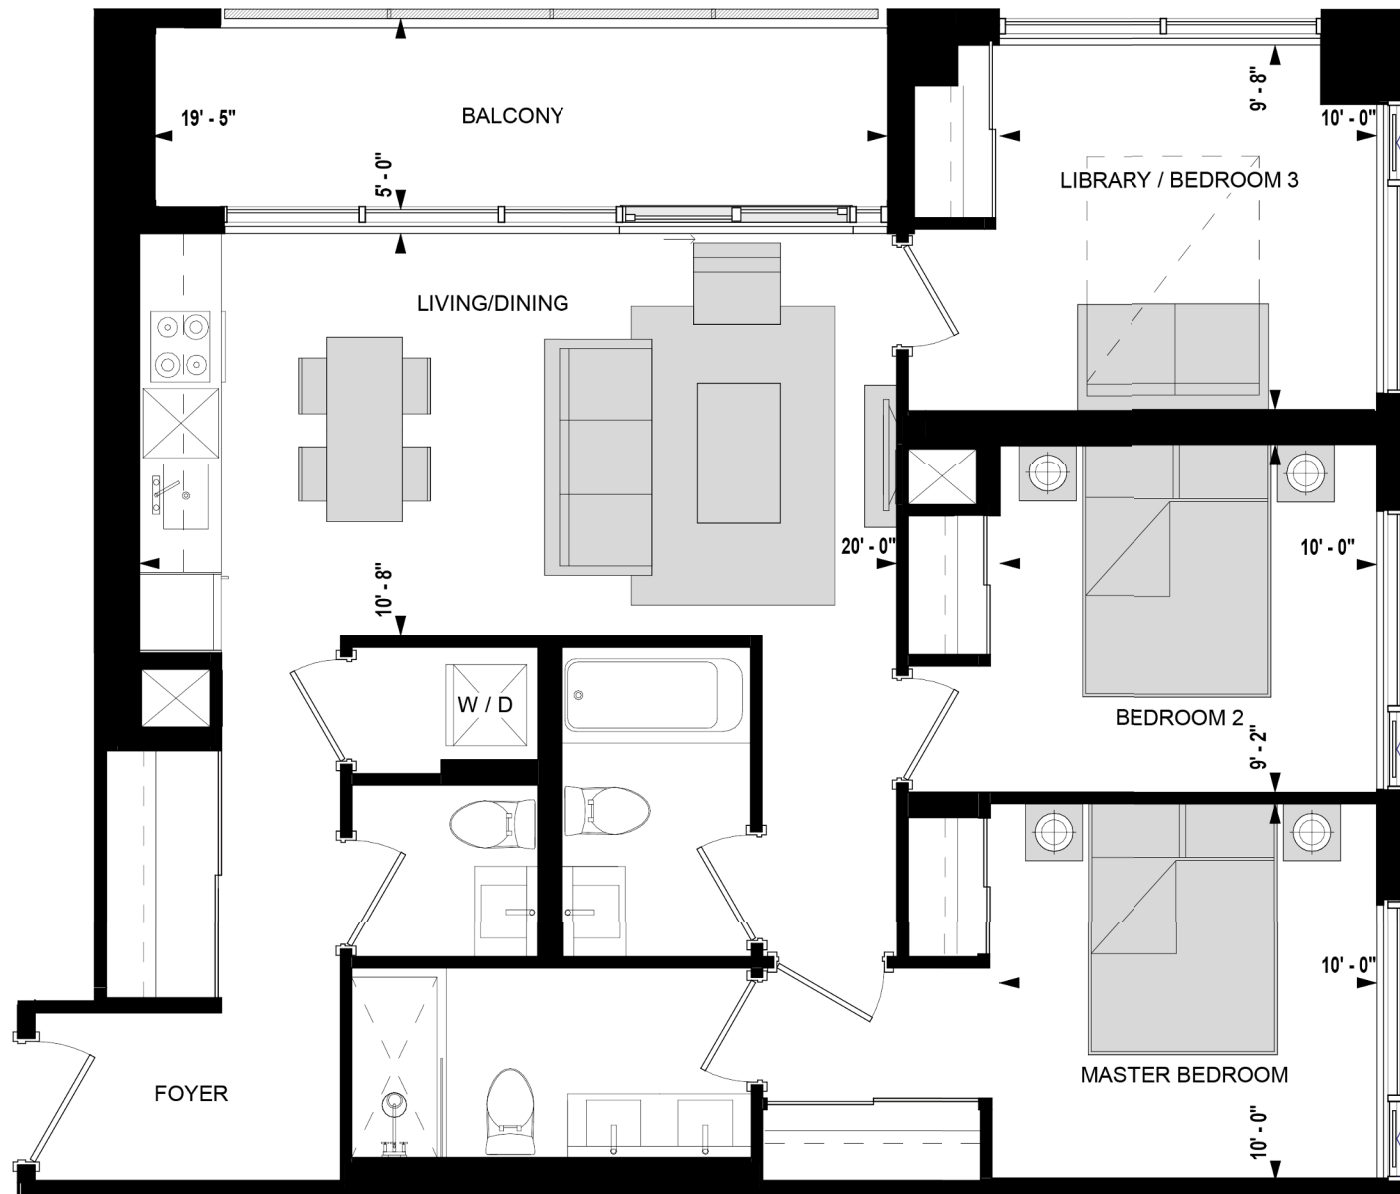 BALCONY
19' - 5"
5' - 0"
9' - 8"
10' - 0"
LIBRARY / BEDROOM 3
LIVING/DINING
20' - 0"
10' - 8"
10' - 0"
W / D
BEDROOM 2
9' - 2"
10' - 0"
MASTER BEDROOM
FOYER
10' - 0"